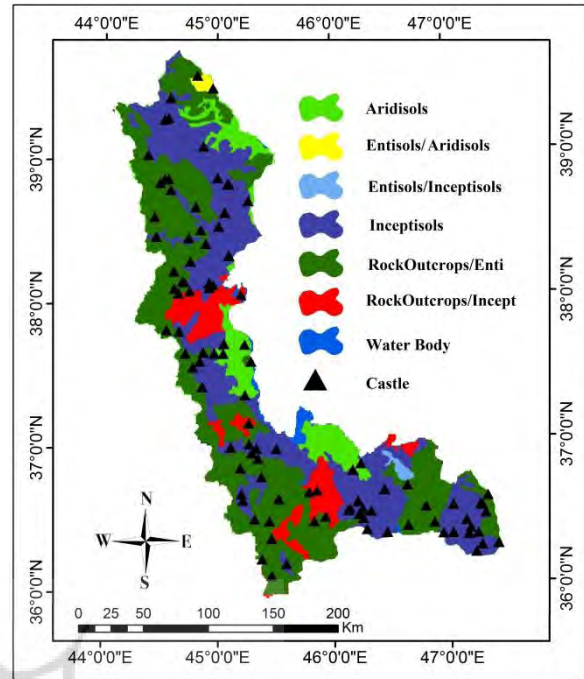 44°0'0"E 45°0'0"E 46°0'0"E 47°0'0"E
39°0'0"N
38°0'0"N
37°0'0"N
36°0'0"N
39°0'0"N
38°0'0"N
37°0'0"N
36°0'0"N
Aridisols
Entisols/Aridisols
Entisols/Inceptisols
Inceptisols
RockOutcrops/Enti
RockOutcrops/Incept
Water Body
Castle
N
W E
S
0 25 50 100 150 200
Km
44°0'0"E 45°0'0"E 46°0'0"E 47°0'0"E